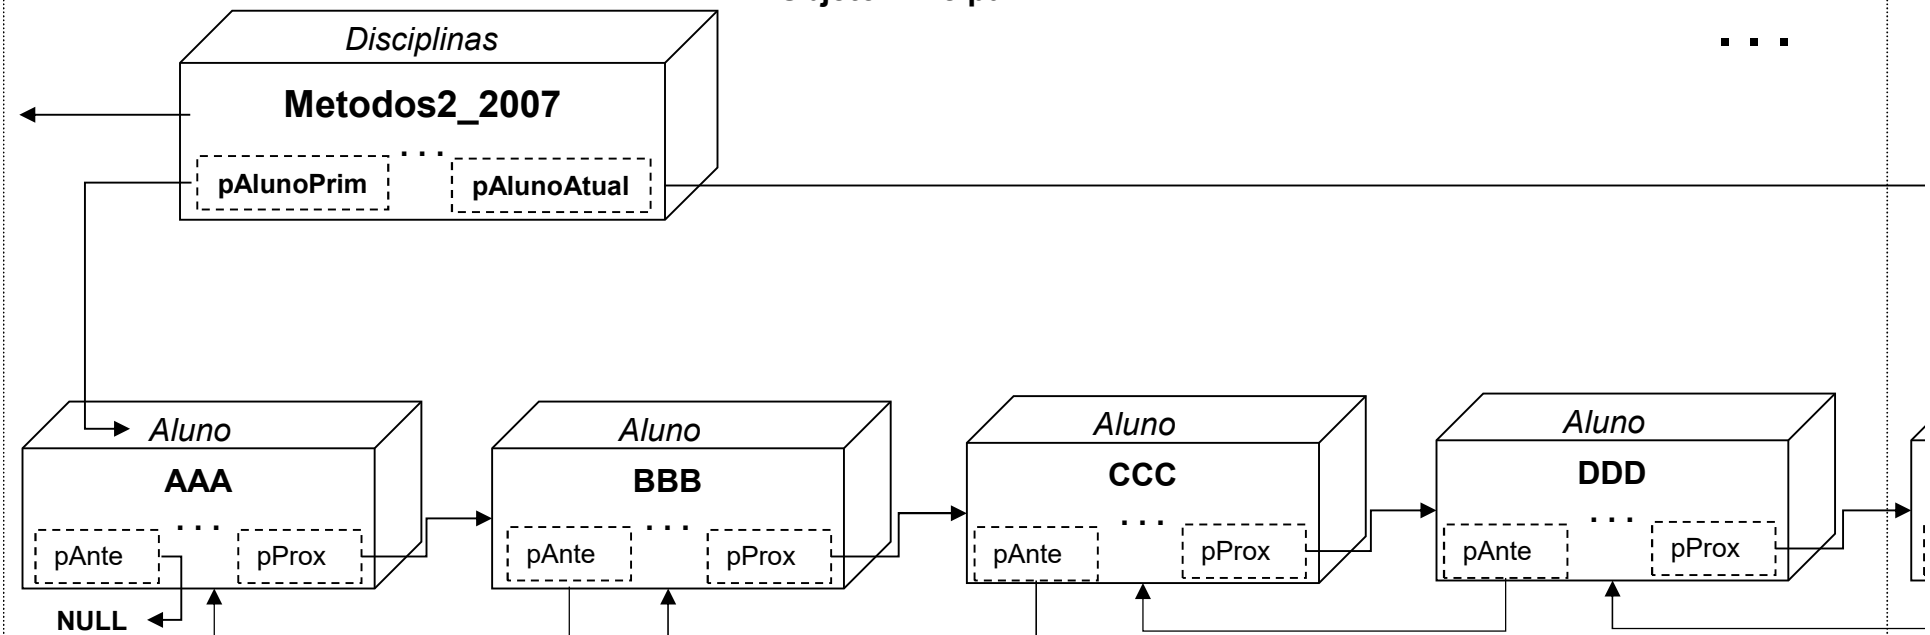 Disciplinas
Metodos2_2007
. . .
pAlunoPrim
pAlunoAtual
. . .
Aluno
AAA
. . .
pAnte
pProx
NULL
Aluno
BBB
. . .
pAnte
pProx
Aluno
CCC
. . .
pAnte
pProx
Aluno
DDD
. . .
pAnte
pProx